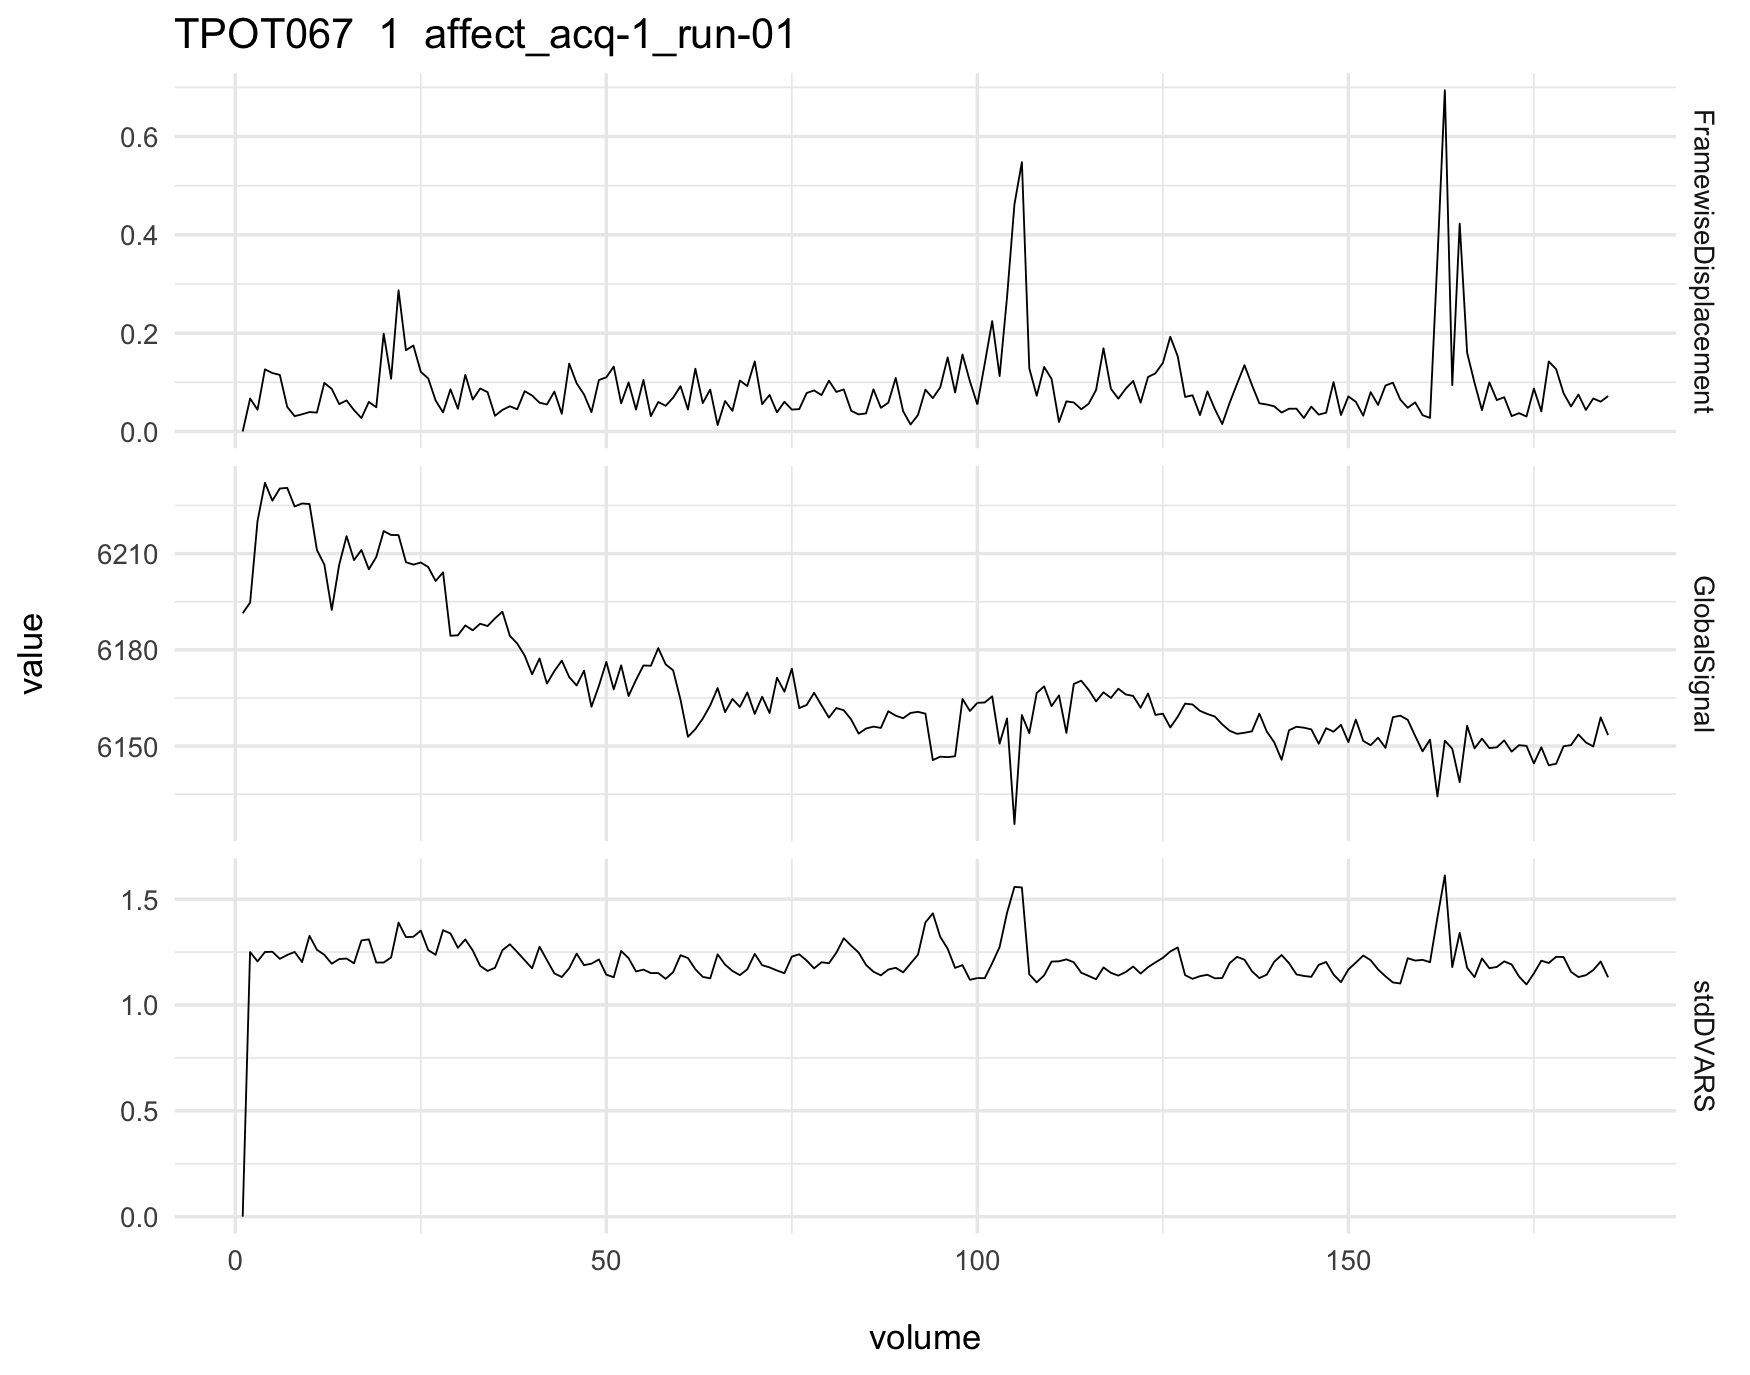 TPOT067  1  affect_acq-1_run-01
value
0.6
0.4
0.2
0.0
FramewiseDisplacement
6210
6180
6150
GlobalSignal
1.5
1.0
0.5
0.0
stdDVARS
0 50 100 150
volume